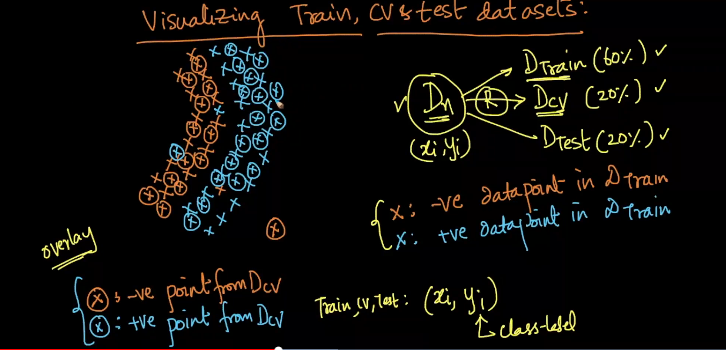 Visualizing Train, CV & test datasets:
DTrain (60%) ✓
✓ Dn R DCV (20%) ✓
DTest (20%) ✓
(xi, yi)
x : -ve datapoint in DTrain
x : +ve datapoint in DTrain
overlay
x : -ve point from DCV
x : +ve point from DCV
Train, CV, Test: (xi, yi)
class-label